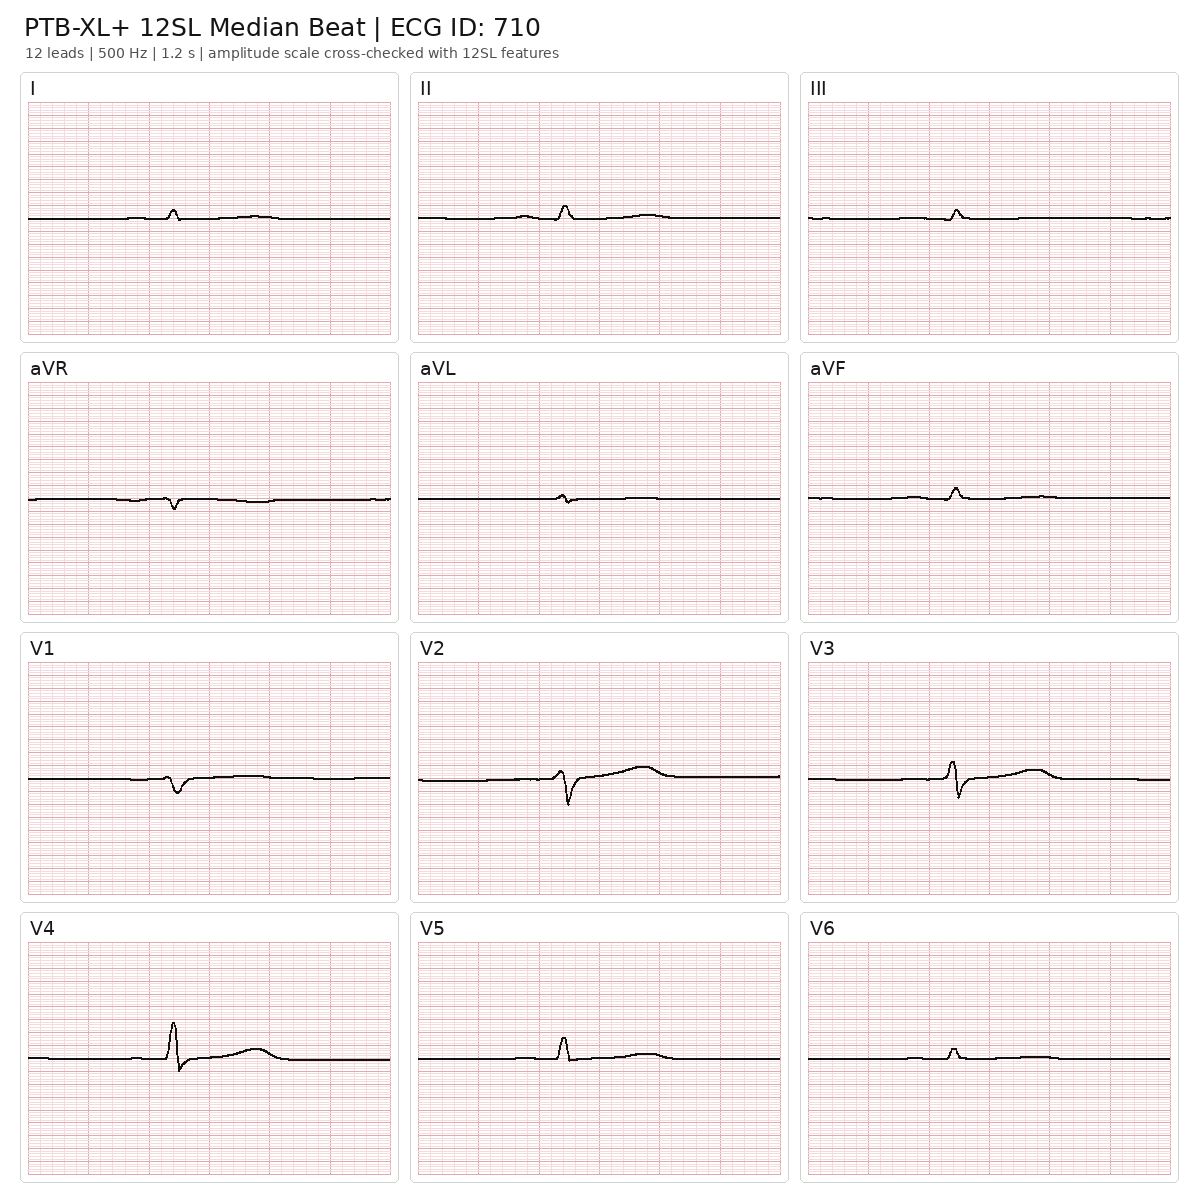 PTB-XL+ 12SL Median Beat | ECG ID: 710
12 leads | 500 Hz | 1.2 s | amplitude scale cross-checked with 12SL features
I
II
III
aVR
aVL
aVF
V1
V2
V3
V4
V5
V6